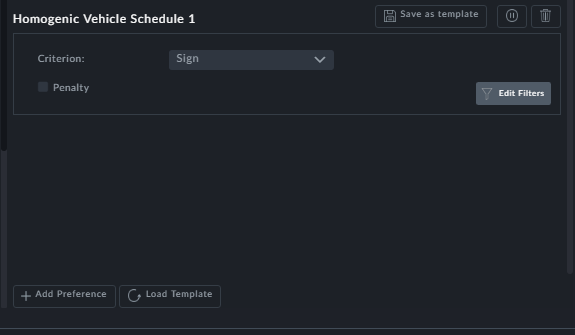 Homogenic Vehicle Schedule 1
Save as template
Criterion:
Sign
Penalty
Edit Filters
Add Preference
Load Template